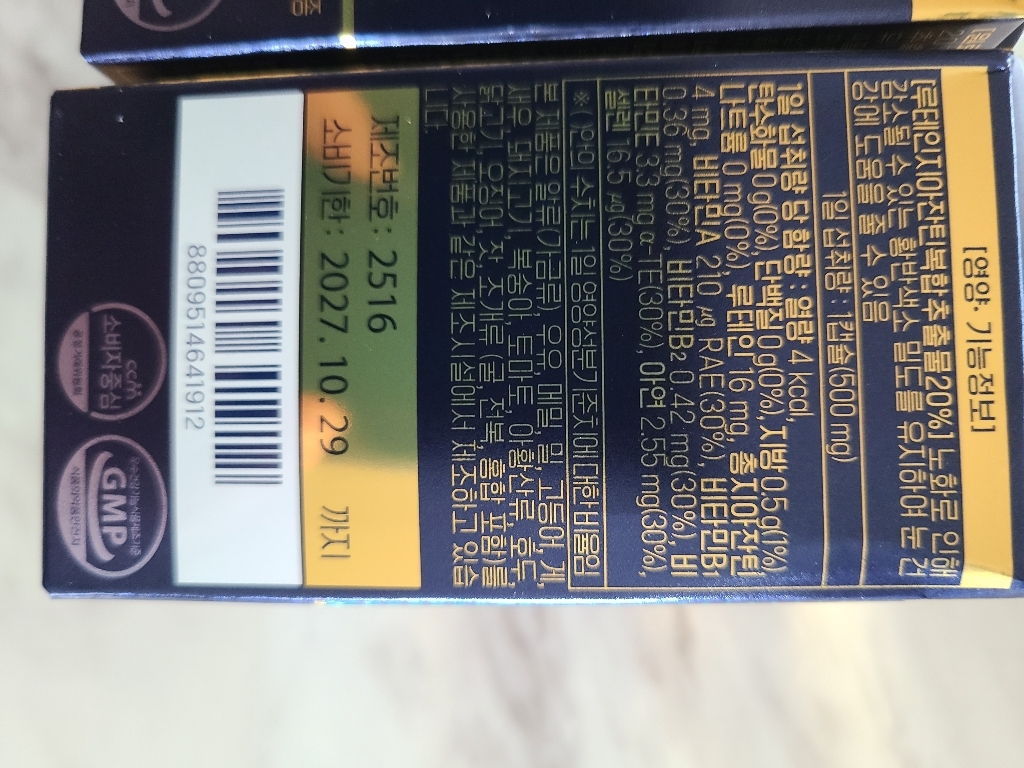 [영양·기능정보]
[루테인지아잔틴복합추출물20%] 노화로 인해
감소될 수 있는 황반색소 밀도를 유지하여 눈 건
강에 도움을 줄 수 있음
1일 섭취량 : 1캡슐(500 mg)
1일 섭취량 당 함량 : 열량 4 kcal,
탄수화물 0 g(0%), 단백질 0 g(0%), 지방 0.5 g(1%),
나트륨 0 mg(0%), 루테인 16 mg, 총 지아잔틴
4 mg, 비타민A 210 μg RAE(30%), 비타민B1
0.36 mg(30%), 비타민B2 0.42 mg(30%), 비
타민E 3.3 mg α-TE(30%), 아연 2.55 mg(30%),
셀렌 16.5 μg(30%)
※( )안의 수치는 1일 영양성분기준치에 대한 비율임
본 제품은 알류(가금류), 우유, 메밀, 밀, 고등어, 게,
새우, 돼지고기, 복숭아, 토마토, 아황산류, 호두,
닭고기, 오징어, 잣, 조개류(굴, 전복, 홍합 포함)를
사용한 제품과 같은 제조시설에서 제조하고 있습
니다.
제조번호: 2516
소비기한: 2027.10.29 까지
8809514641912
GMP
ccm
소비자중심